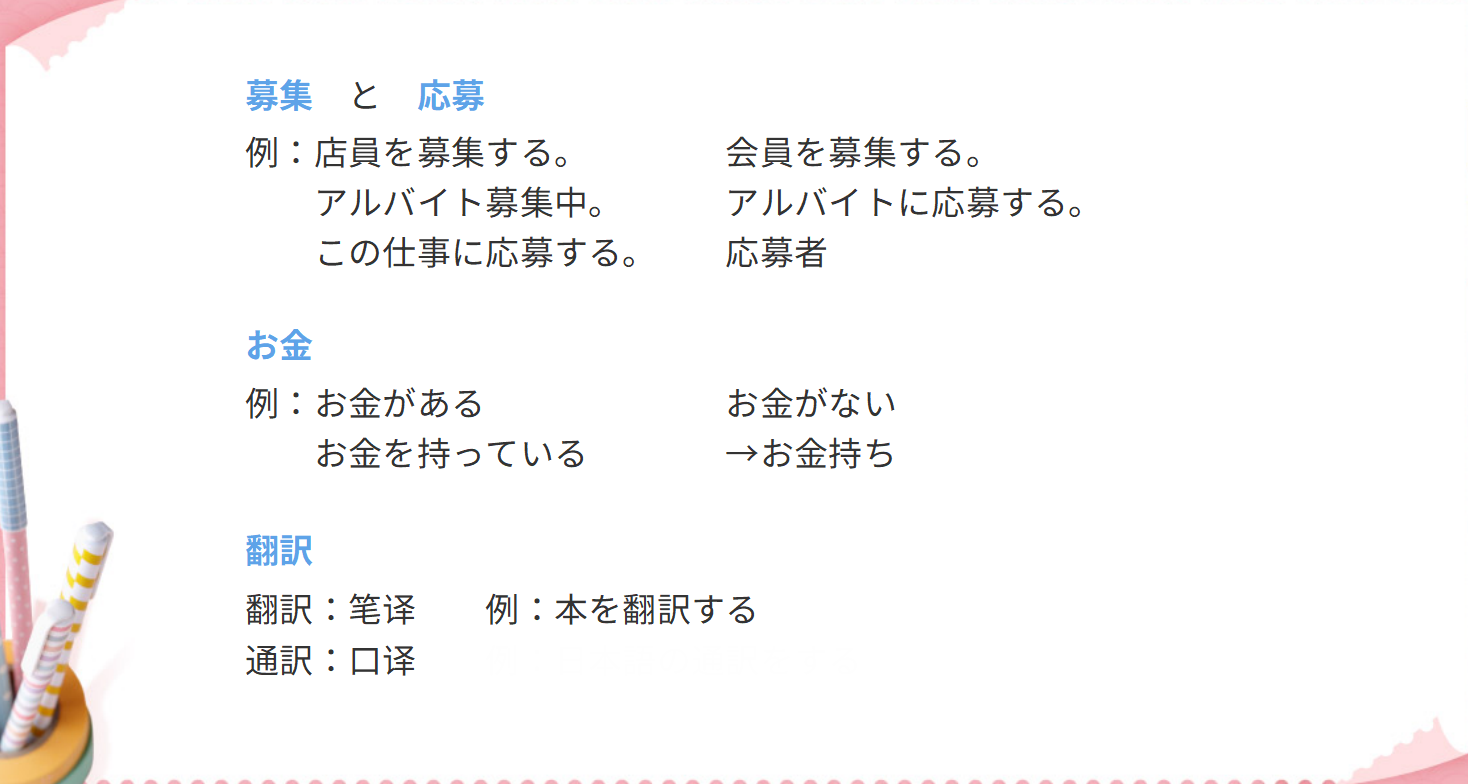 募集　と　応募
例：店員を募集する。　会員を募集する。
アルバイト募集中。　アルバイトに応募する。
この仕事に応募する。　応募者
お金
例：お金がある　お金がない
お金を持っている　→お金持ち
翻訳
翻訳：笔译　例：本を翻訳する
通訳：口译